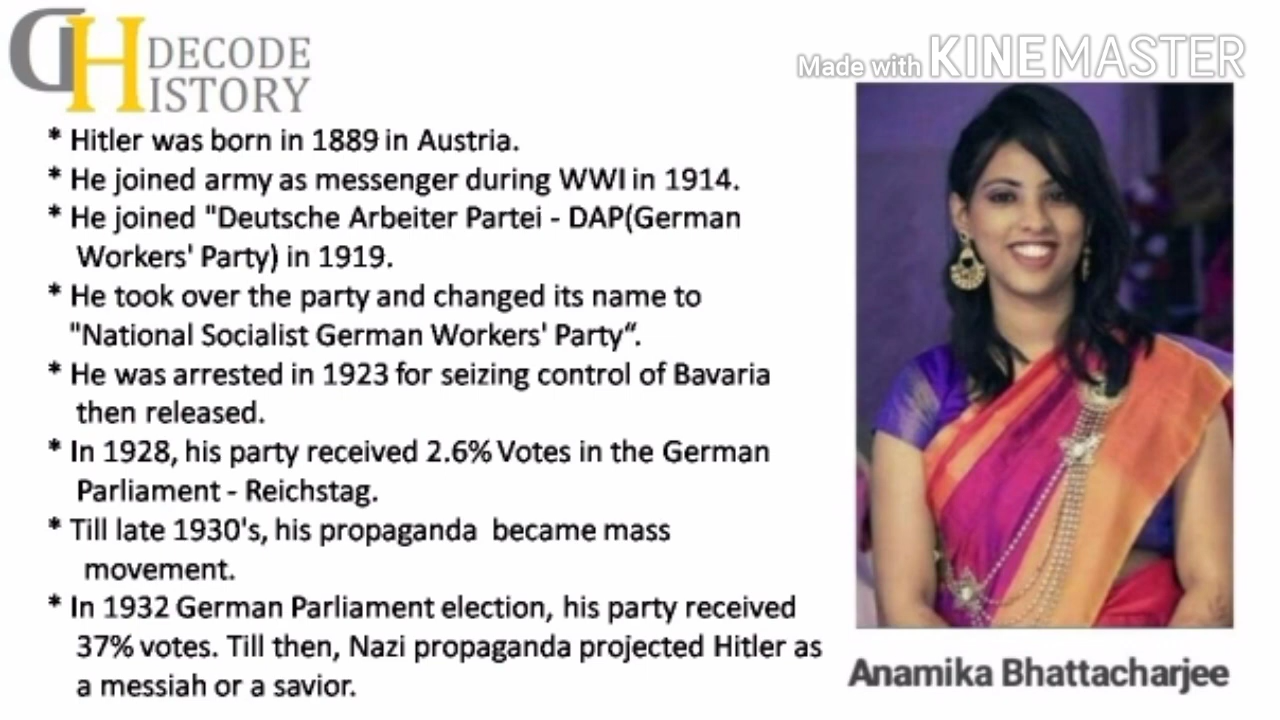 DECODE
HISTORY
Made with KINEMASTER
* Hitler was born in 1889 in Austria.
* He joined army as messenger during WWI in 1914.
* He joined "Deutsche Arbeiter Partei - DAP(German
Workers' Party) in 1919.
* He took over the party and changed its name to
"National Socialist German Workers' Party“.
* He was arrested in 1923 for seizing control of Bavaria
then released.
* In 1928, his party received 2.6% Votes in the German
Parliament - Reichstag.
* Till late 1930's, his propaganda  became mass
movement.
* In 1932 German Parliament election, his party received
37% votes. Till then, Nazi propaganda projected Hitler as
a messiah or a savior.
Anamika Bhattacharjee